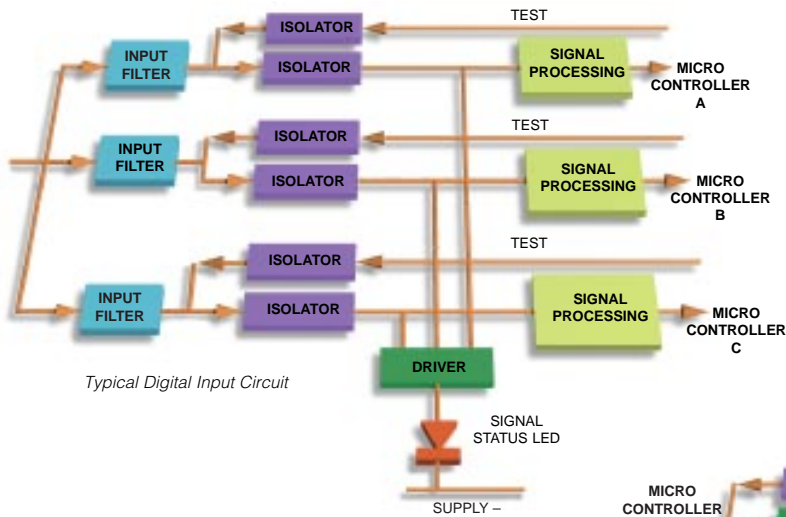 TEST
ISOLATOR
INPUT
FILTER
ISOLATOR
SIGNAL
PROCESSING
MICRO
CONTROLLER
A
TEST
ISOLATOR
INPUT
FILTER
ISOLATOR
SIGNAL
PROCESSING
MICRO
CONTROLLER
B
TEST
ISOLATOR
INPUT
FILTER
ISOLATOR
SIGNAL
PROCESSING
MICRO
CONTROLLER
C
DRIVER
Typical Digital Input Circuit
SIGNAL
STATUS LED
SUPPLY –
MICRO
CONTROLLER